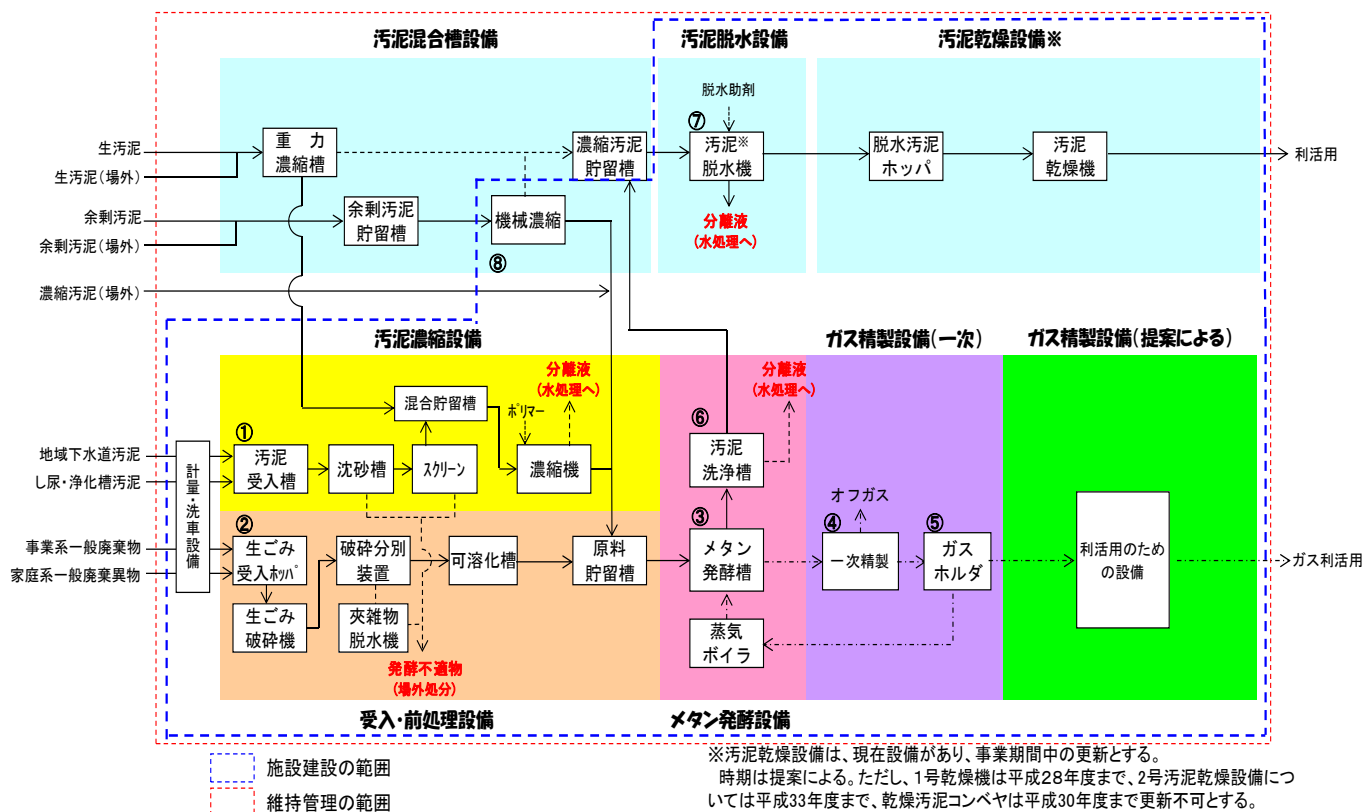 汚泥混合槽設備
汚泥脱水設備
汚泥乾燥設備※
脱水助剤
⑦
生汚泥
生汚泥(場外)
重 力
濃縮槽
濃縮汚泥
貯留槽
汚泥※
脱水機
脱水汚泥
ホッパ
汚泥
乾燥機
利活用
余剰汚泥
余剰汚泥(場外)
余剰汚泥
貯留槽
機械濃縮
⑧
分離液
(水処理へ)
濃縮汚泥(場外)
汚泥濃縮設備
ガス精製設備(一次)
ガス精製設備(提案による)
分離液
(水処理へ)
分離液
(水処理へ)
混合貯留槽
ポリマー
⑥
汚泥
洗浄槽
地域下水道汚泥
し尿・浄化槽汚泥
計量・洗車設備
①
汚泥
受入槽
沈砂槽
スクリーン
濃縮機
オフガス
事業系一般廃棄物
家庭系一般廃棄異物
②
生ごみ
受入ホッパ
破砕分別
装置
可溶化槽
原料
貯留槽
③
メタン
発酵槽
④
一次精製
⑤
ガス
ホルダ
利活用のため
の設備
ガス利活用
生ごみ
破砕機
夾雑物
脱水機
蒸気
ボイラ
発酵不適物
(場外処分)
受入・前処理設備
メタン発酵設備
施設建設の範囲
維持管理の範囲
※汚泥乾燥設備は、現在設備があり、事業期間中の更新とする。
時期は提案による。ただし、1号乾燥機は平成28年度まで、2号汚泥乾燥設備につ
いては平成33年度まで、乾燥汚泥コンベヤは平成30年度まで更新不可とする。